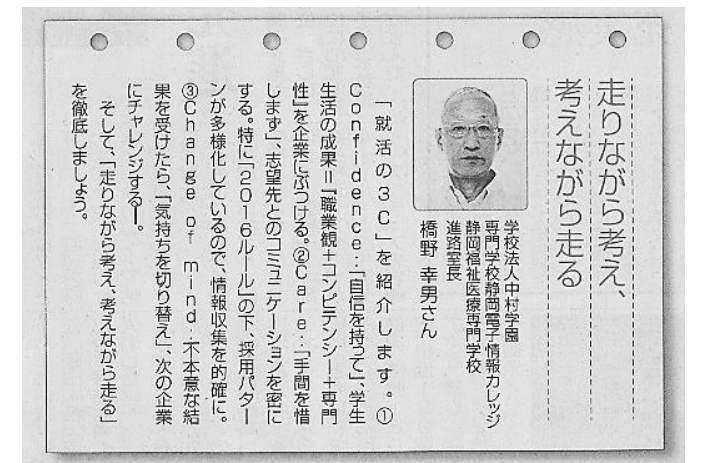 走りながら考え、
考えながら走る
学校法人中村学園
専門学校静岡電子情報カレッジ
静岡福祉医療専門学校
進路室長
橋野 幸男さん
「就活の3C」を紹介します。①
Confidence:「自信を持って」、学生
生活の成果=「職業観+コンピテンシー+専門
性」を企業にぶつける。②Care:「手間を惜
しまず」、志望先とのコミュニケーションを密に
する。特に「2016ルール」の下、採用パター
ンが多様化しているので、情報収集を的確に。
③Change of mind:不本意な結
果を受けたら、「気持ちを切り替え」、次の企業
にチャレンジする―。
そして、「走りながら考え、考えながら走る」
を徹底しましょう。